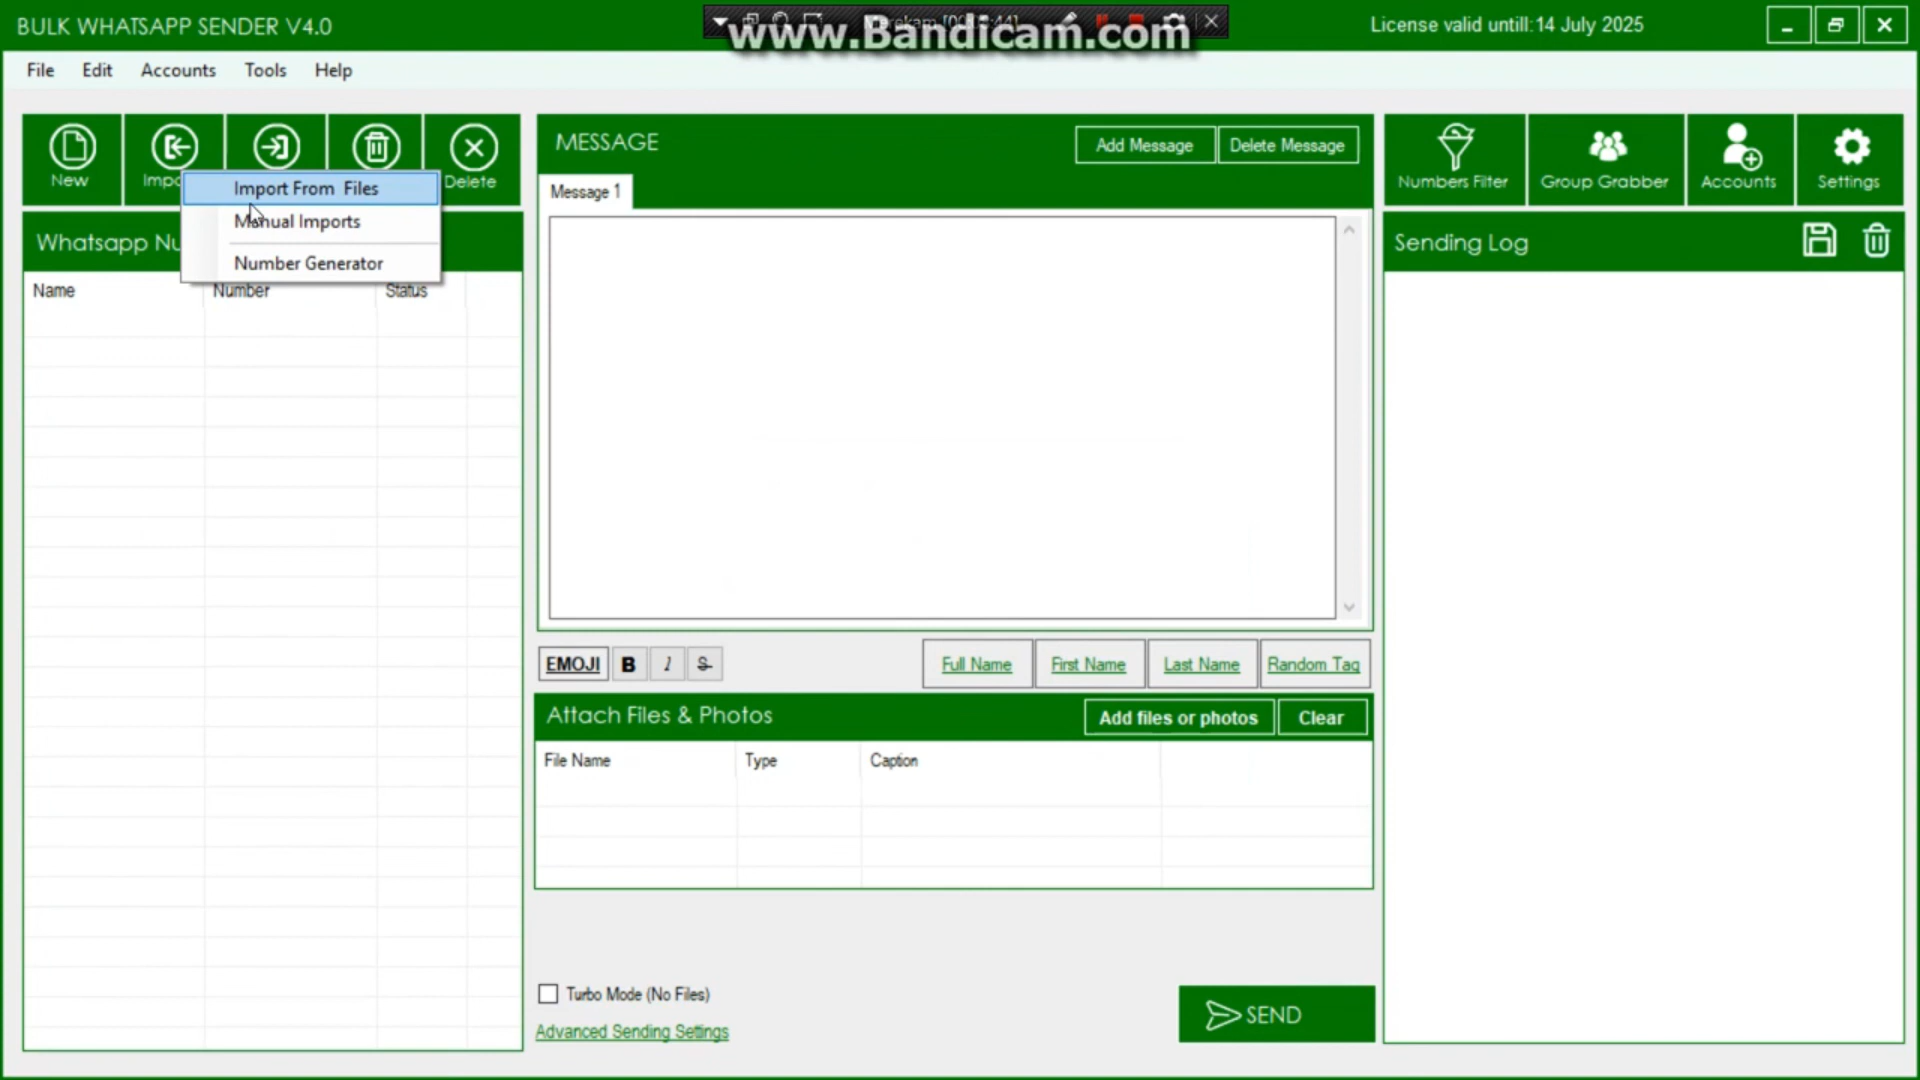 BULK WHATSAPP SENDER V4.0
www.Bandicam.com
License valid untill:14 July 2025
File Edit Accounts Tools Help
New
Delete
Import From Files
Manual Imports
Number Generator
MESSAGE
Add Message
Delete Message
Message 1
Numbers Filter
Group Grabber
Accounts
Settings
Whatsapp
Name Number Status
Sending Log
EMOJI B I S
Full Name
First Name
Last Name
Random Tag
Attach Files & Photos
Add files or photos
Clear
File Name Type Caption
Turbo Mode (No Files)
Advanced Sending Settings
SEND